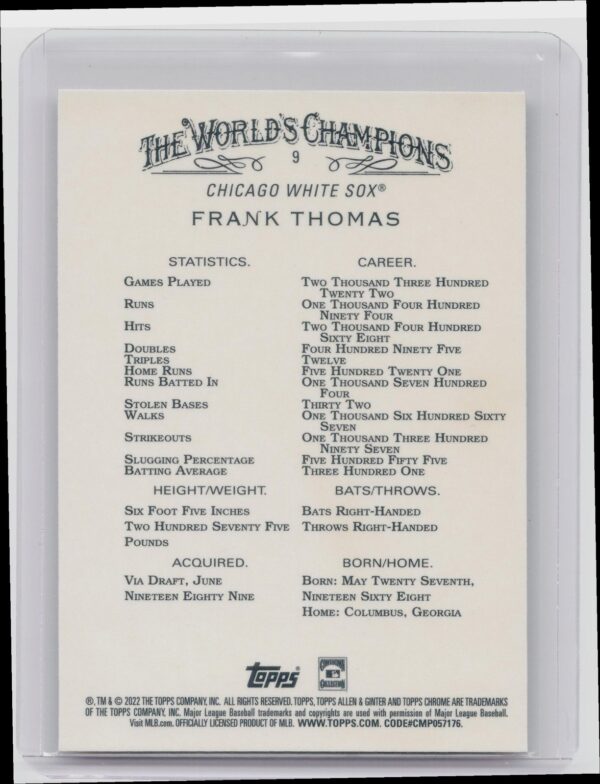 THE WORLD'S CHAMPIONS
9
CHICAGO WHITE SOX®
FRANK THOMAS
STATISTICS. CAREER.
GAMES PLAYED TWO THOUSAND THREE HUNDRED
TWENTY TWO
RUNS ONE THOUSAND FOUR HUNDRED
NINETY FOUR
HITS TWO THOUSAND FOUR HUNDRED
SIXTY EIGHT
DOUBLES FOUR HUNDRED NINETY FIVE
TRIPLES TWELVE
HOME RUNS FIVE HUNDRED TWENTY ONE
RUNS BATTED IN ONE THOUSAND SEVEN HUNDRED
FOUR
STOLEN BASES THIRTY TWO
WALKS ONE THOUSAND SIX HUNDRED SIXTY
SEVEN
STRIKEOUTS ONE THOUSAND THREE HUNDRED
NINETY SEVEN
SLUGGING PERCENTAGE FIVE HUNDRED FIFTY FIVE
BATTING AVERAGE THREE HUNDRED ONE
HEIGHT/WEIGHT. BATS/THROWS.
SIX FOOT FIVE INCHES BATS RIGHT-HANDED
TWO HUNDRED SEVENTY FIVE THROWS RIGHT-HANDED
POUNDS
ACQUIRED. BORN/HOME.
VIA DRAFT, JUNE BORN: MAY TWENTY SEVENTH,
NINETEEN EIGHTY NINE NINETEEN SIXTY EIGHT
HOME: COLUMBUS, GEORGIA
topps COOPERSTOWN COLLECTION
®, TM & © 2022 THE TOPPS COMPANY, INC. ALL RIGHTS RESERVED. TOPPS, TOPPS ALLEN & GINTER AND TOPPS CHROME ARE TRADEMARKS
OF THE TOPPS COMPANY, INC. Major League Baseball trademarks and copyrights are used with permission of Major League Baseball.
Visit MLB.com. OFFICIALLY LICENSED PRODUCT OF MLB. WWW.TOPPS.COM. CODE#CMP057176.